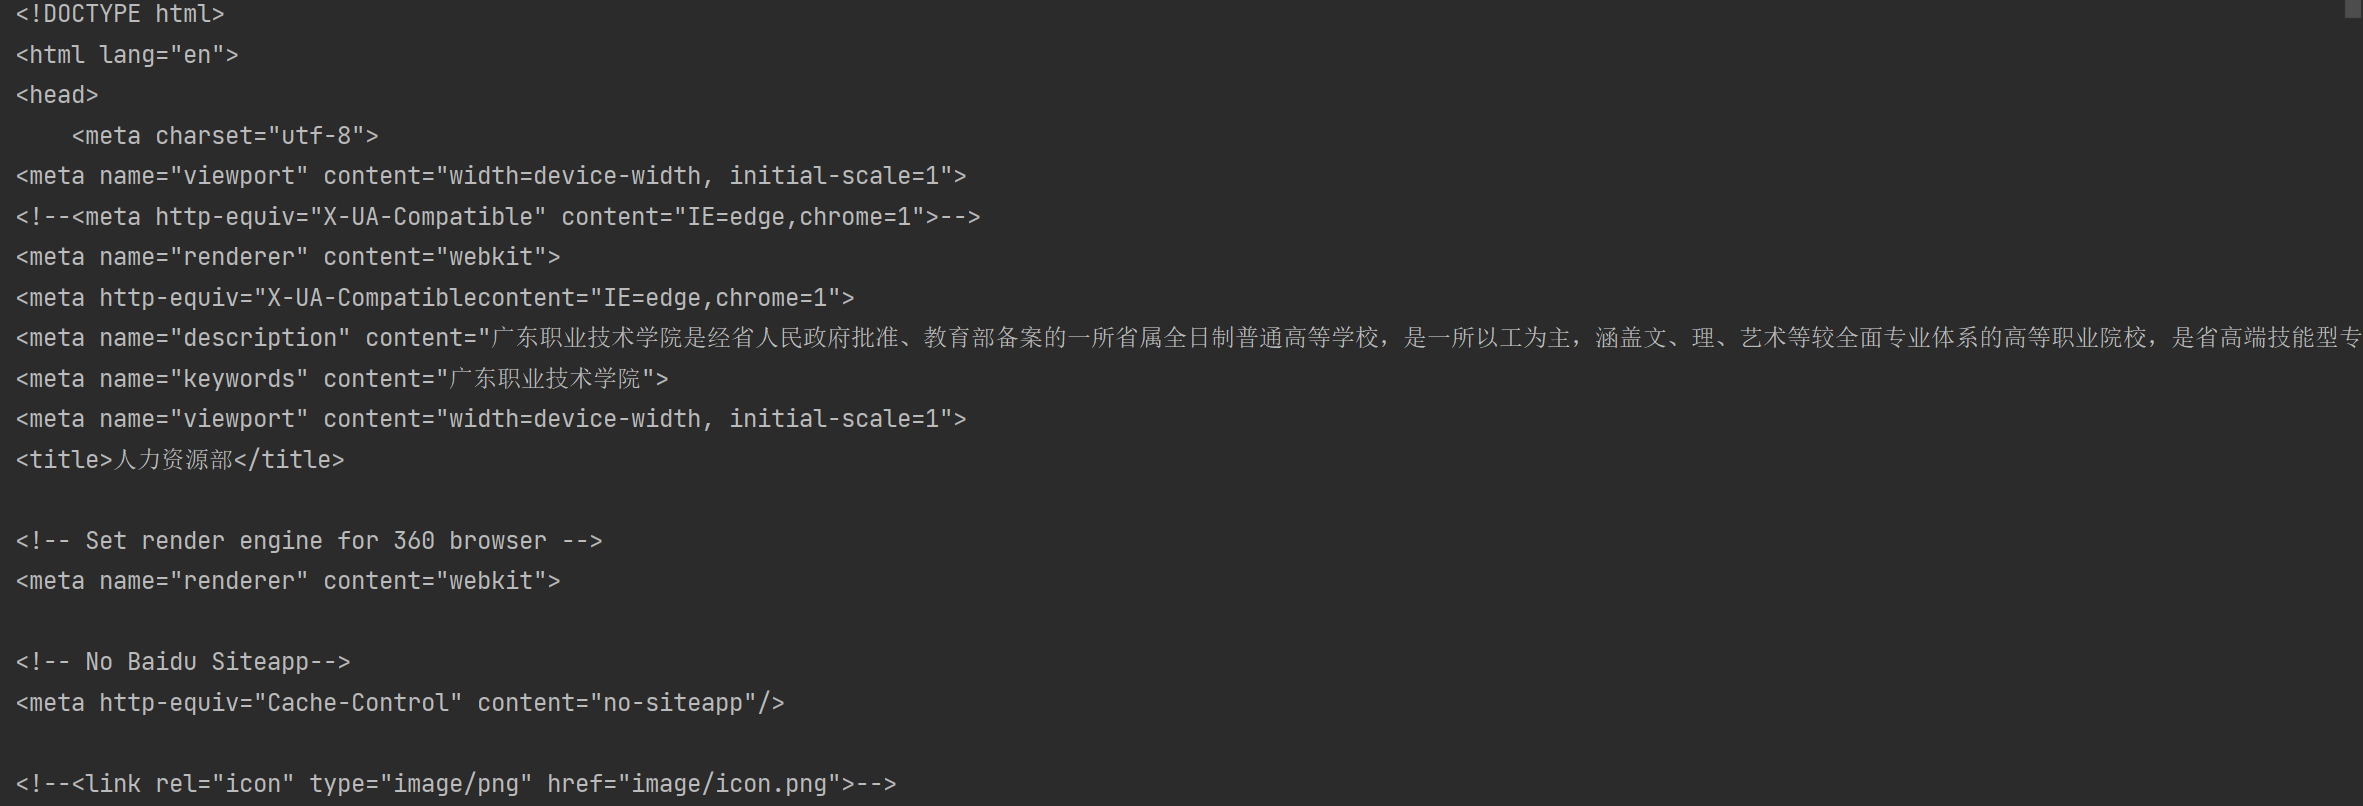 <!DOCTYPE html>
<html lang="en">
<head>
    <meta charset="utf-8">
<meta name="viewport" content="width=device-width, initial-scale=1">
<!--<meta http-equiv="X-UA-Compatible" content="IE=edge,chrome=1">-->
<meta name="renderer" content="webkit">
<meta http-equiv="X-UA-Compatiblecontent="IE=edge,chrome=1">
<meta name="description" content="广东职业技术学院是经省人民政府批准、教育部备案的一所省属全日制普通高等学校，是一所以工为主，涵盖文、理、艺术等较全面专业体系的高等职业院校，是省高端技能型专
<meta name="keywords" content="广东职业技术学院">
<meta name="viewport" content="width=device-width, initial-scale=1">
<title>人力资源部</title>
<!-- Set render engine for 360 browser -->
<meta name="renderer" content="webkit">
<!-- No Baidu Siteapp-->
<meta http-equiv="Cache-Control" content="no-siteapp"/>
<!--<link rel="icon" type="image/png" href="image/icon.png">-->